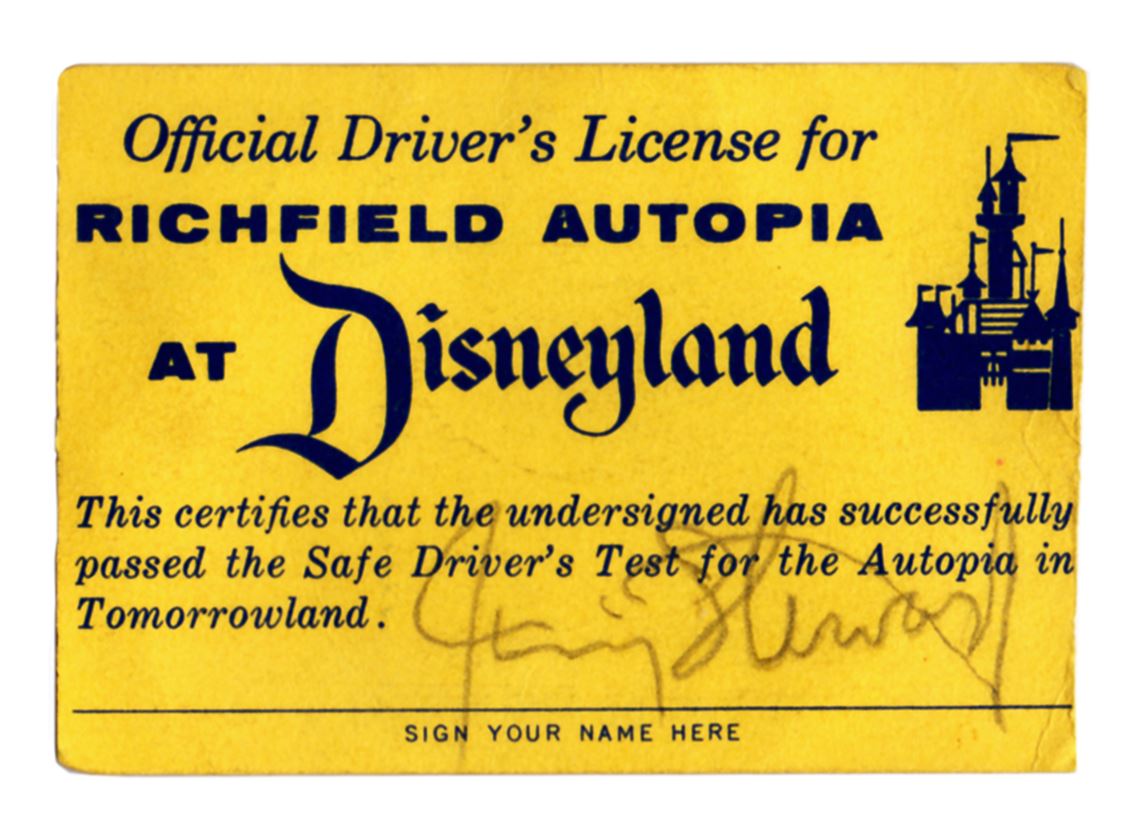 Official Driver's License for
RICHFIELD AUTOPIA
AT Disneyland
This certifies that the undersigned has successfully
passed the Safe Driver's Test for the Autopia in
Tomorrowland.
SIGN YOUR NAME HERE